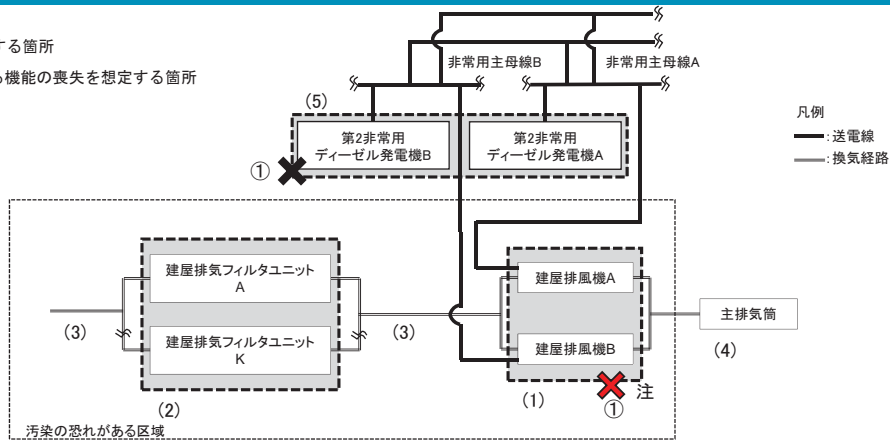 する箇所
る機能の喪失を想定する箇所
非常用主母線B
非常用主母線A
(5)
第2非常用
ディーゼル発電機B
第2非常用
ディーゼル発電機A
①
凡例
:送電線
:換気経路
建屋排気フィルタユニット
A
建屋排風機A
(3)
(3)
主排気筒
建屋排気フィルタユニット
K
建屋排風機B
(4)
(2)
(1)
①
注
汚染の恐れがある区域